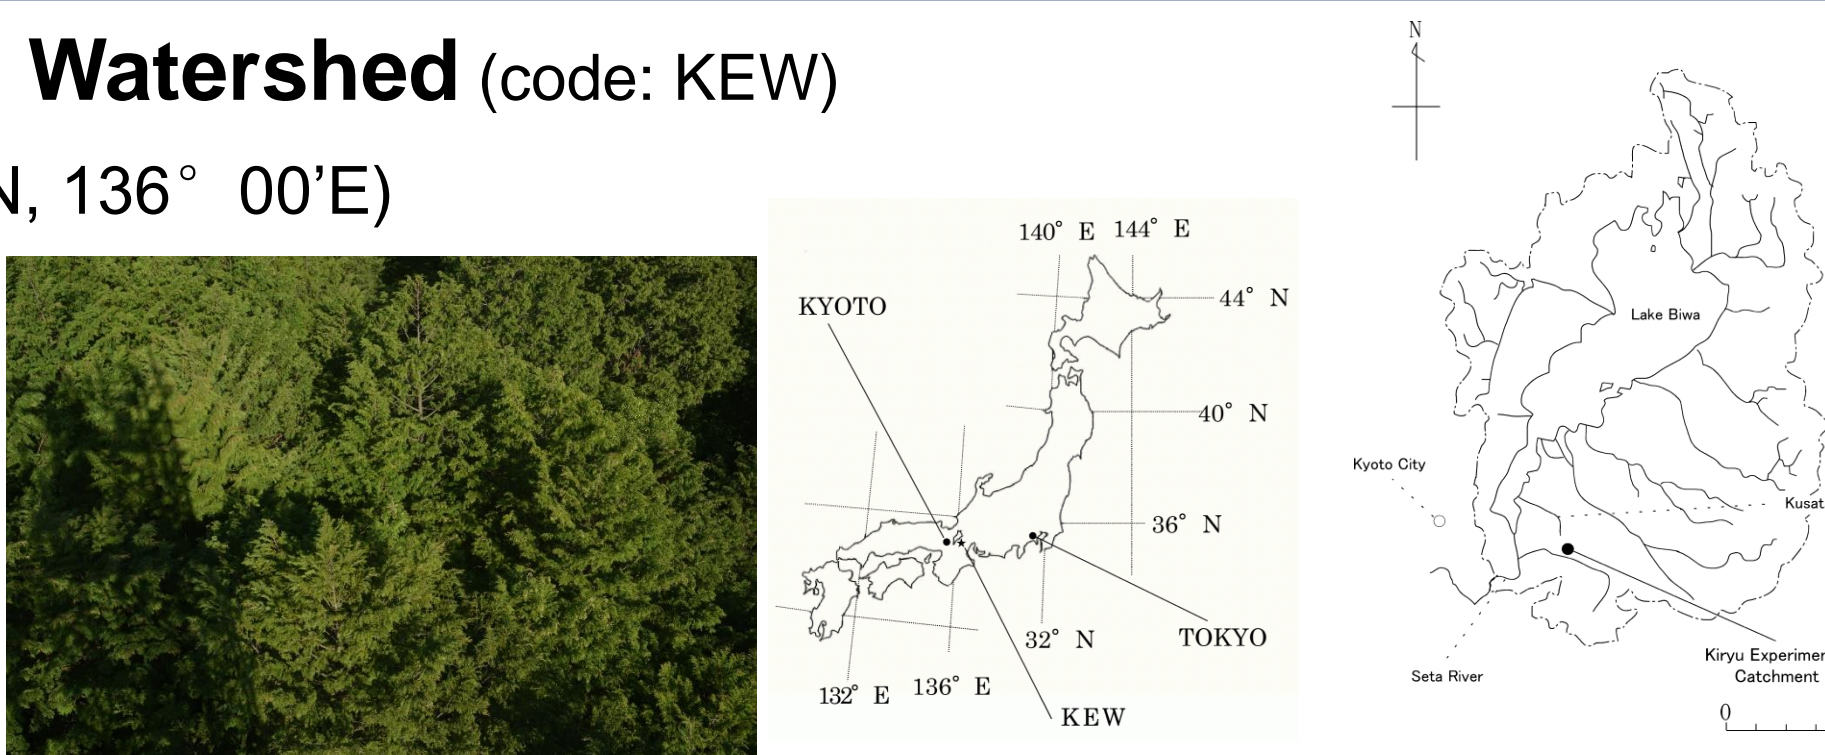 Watershed (code: KEW)
N, 136° 00’E)
140° E 144° E
KYOTO
44° N
40° N
36° N
32° N
TOKYO
132° E 136° E
KEW
N
Lake Biwa
Kyoto City
Kusat
Seta River
Kiryu Experimer
Catchment
0